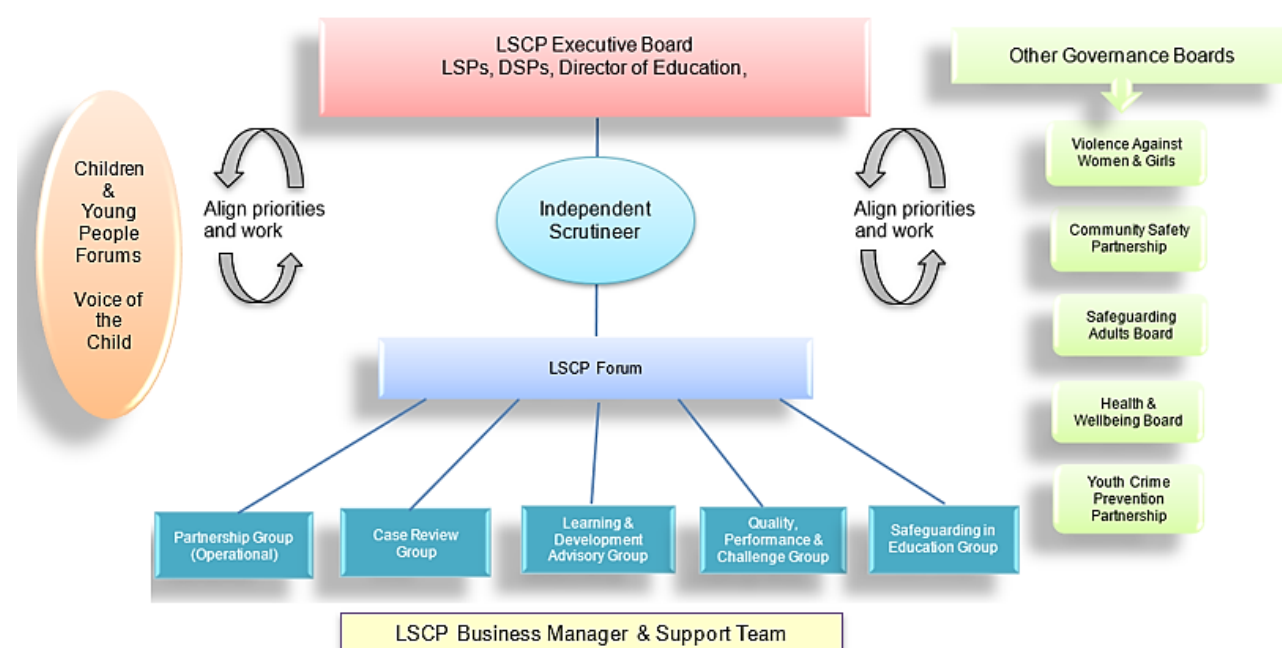 LSCP Executive Board
LSPs, DSPs, Director of Education,
Other Governance Boards
Children
&
Young
People
Forums
Voice of
the
Child
Align priorities
and work
Independent
Scrutineer
Align priorities
and work
Violence Against
Women & Girls
Community Safety
Partnership
Safeguarding
Adults Board
Health &
Wellbeing Board
Youth Crime
Prevention
Partnership
LSCP Forum
Partnership Group
(Operational)
Case Review
Group
Learning &
Development
Advisory Group
Quality,
Performance &
Challenge Group
Safeguarding in
Education Group
LSCP Business Manager & Support Team